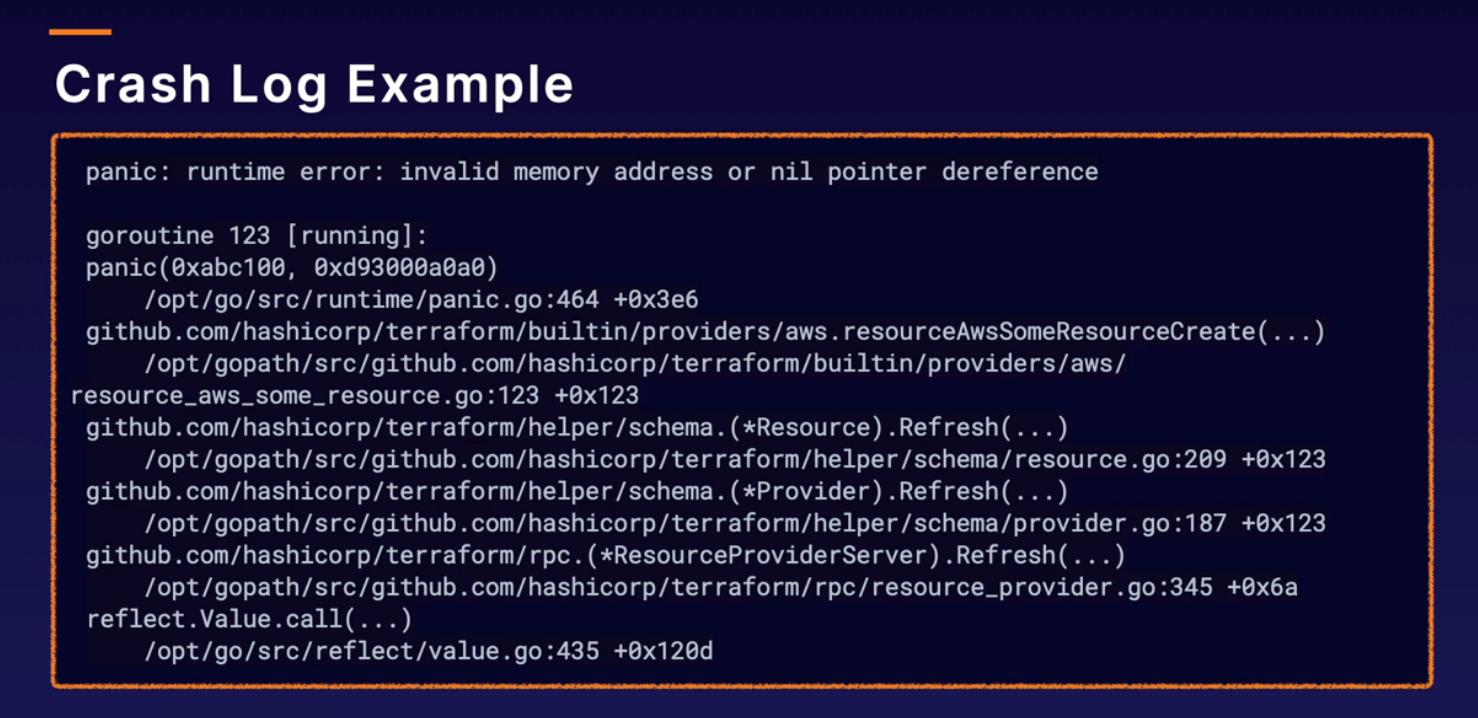 Crash Log Example
panic: runtime error: invalid memory address or nil pointer dereference
goroutine 123 [running]:
panic(0xabc100, 0xd93000a0a0)
/opt/go/src/runtime/panic.go:464 +0x3e6
github.com/hashicorp/terraform/builtin/providers/aws.resourceAwsSomeResourceCreate(...)
/opt/gopath/src/github.com/hashicorp/terraform/builtin/providers/aws/
resource_aws_some_resource.go:123 +0x123
github.com/hashicorp/terraform/helper/schema.(*Resource).Refresh(...)
/opt/gopath/src/github.com/hashicorp/terraform/helper/schema/resource.go:209 +0x123
github.com/hashicorp/terraform/helper/schema.(*Provider).Refresh(...)
/opt/gopath/src/github.com/hashicorp/terraform/helper/schema/provider.go:187 +0x123
github.com/hashicorp/terraform/rpc.(*ResourceProviderServer).Refresh(...)
/opt/gopath/src/github.com/hashicorp/terraform/rpc/resource_provider.go:345 +0x6a
reflect.Value.call(...)
/opt/go/src/reflect/value.go:435 +0x120d